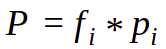 P = f_i * p_i